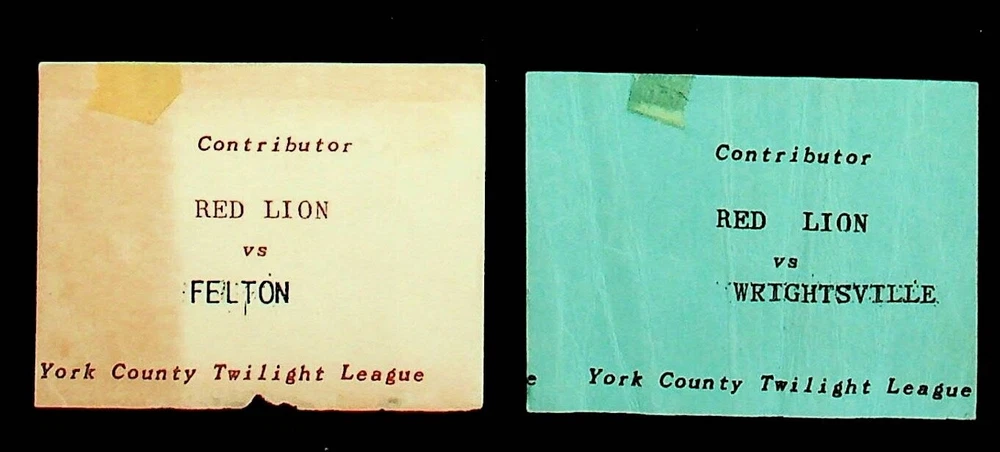 Contributor
RED LION
vs
FELTON
York County Twilight League
Contributor
RED LION
vs
WRIGHTSVILLE
e York County Twilight League